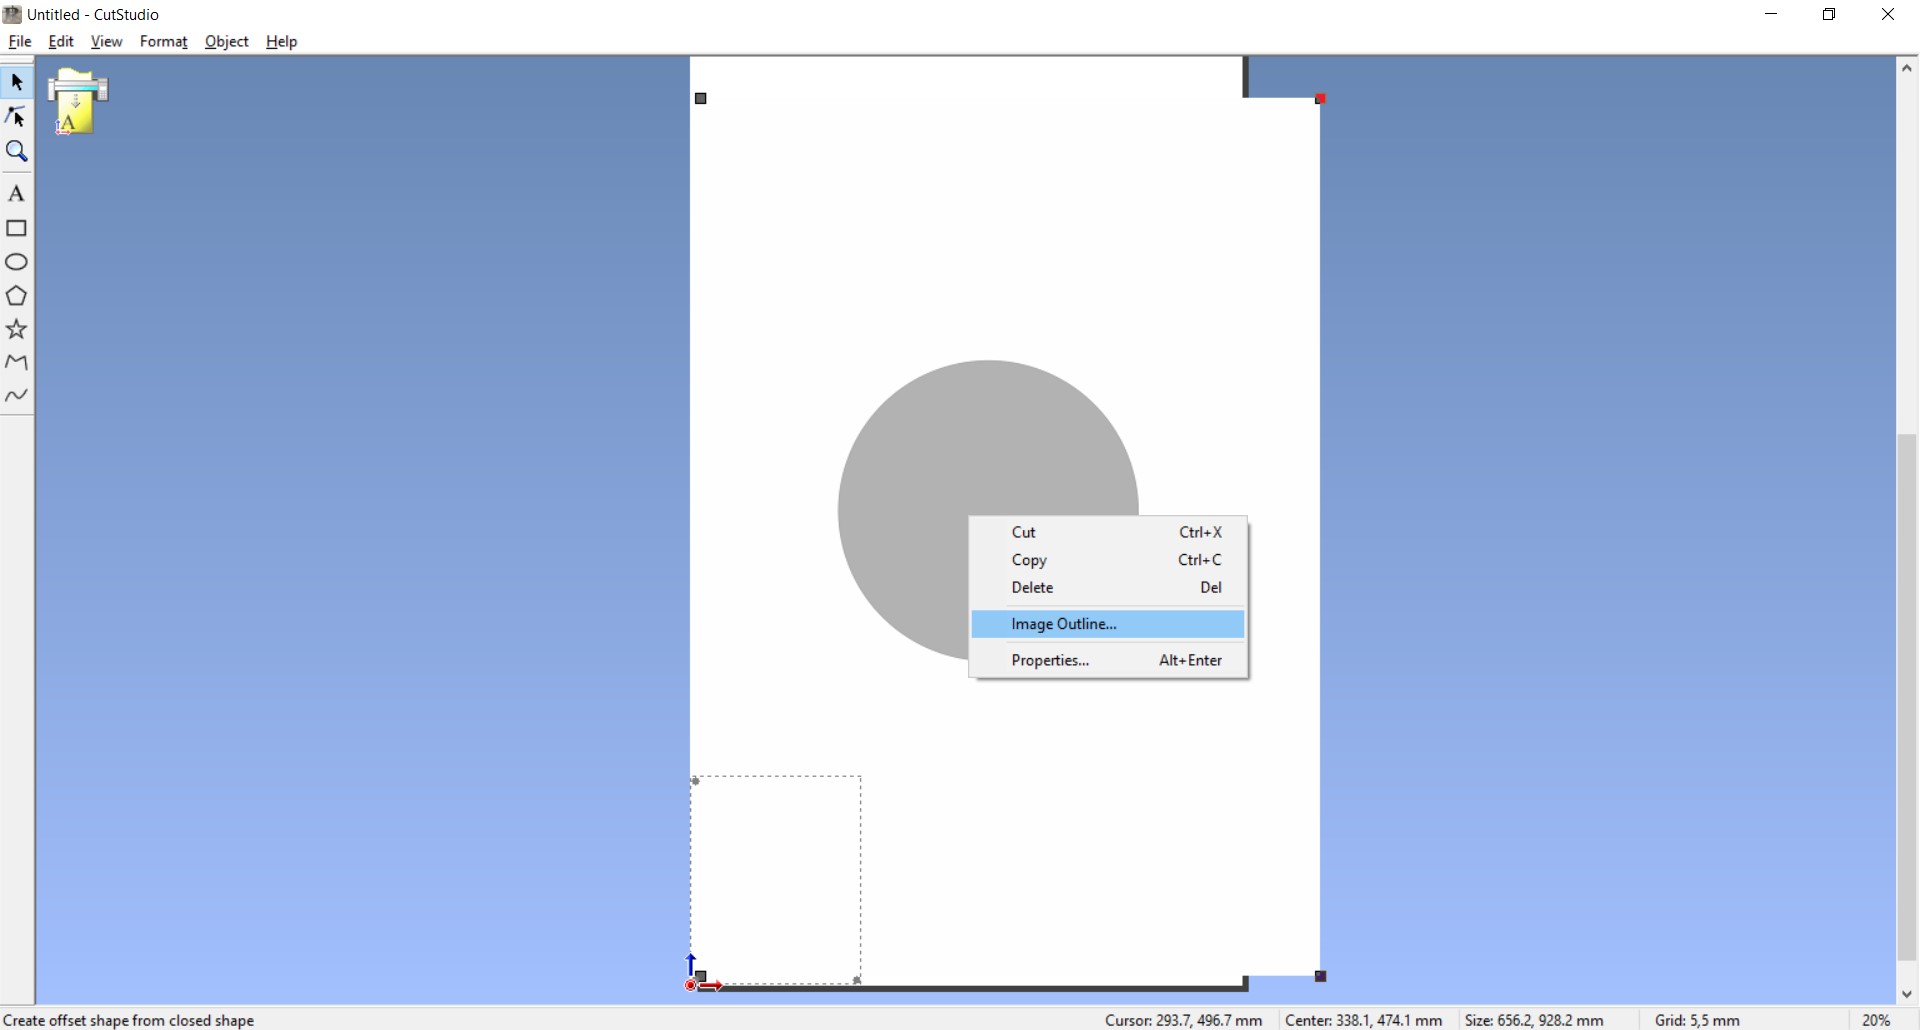 Untitled - CutStudio
File Edit View Format Object Help
A
A
Cut Ctrl+X
Copy Ctrl+C
Delete Del
Image Outline...
Properties... Alt+Enter
Create offset shape from closed shape Cursor: 293.7, 496.7 mm Center: 338.1, 474.1 mm Size: 656.2, 928.2 mm Grid: 5,5 mm 20%